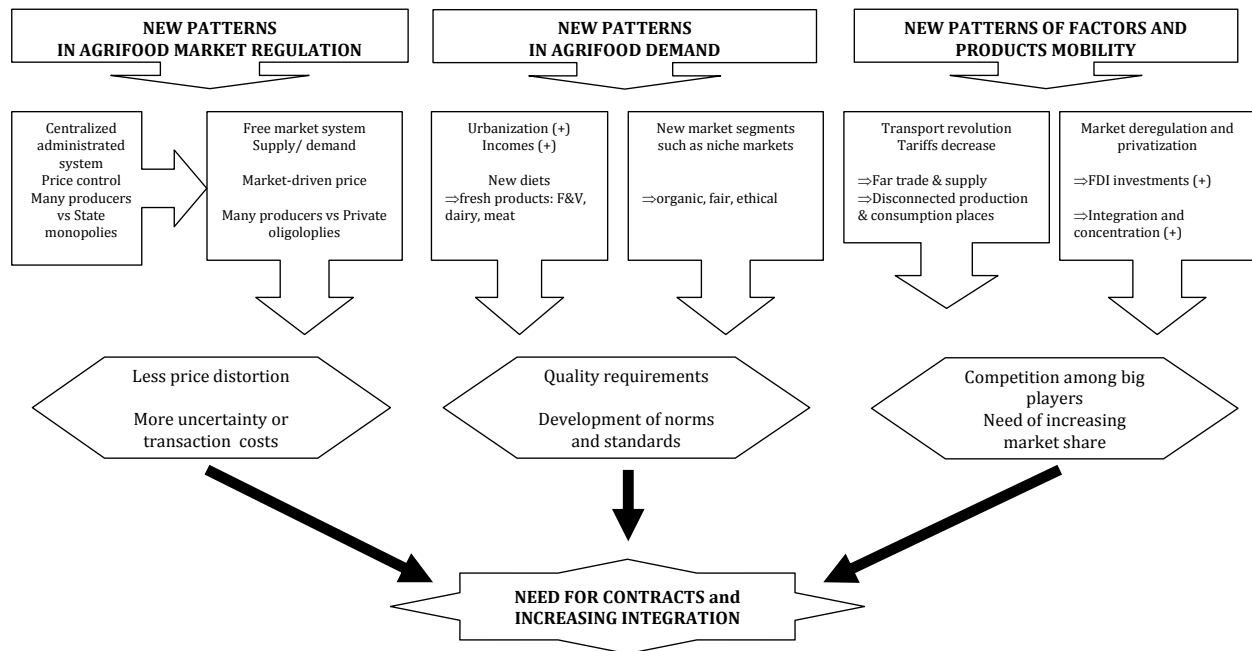 NEW PATTERNS
IN AGRIFOOD MARKET REGULATION
NEW PATTERNS
IN AGRIFOOD DEMAND
NEW PATTERNS OF FACTORS AND
PRODUCTS MOBILITY
Centralized
administrated
system
Price control
Many producers
vs State
monopolies
Free market system
Supply/ demand
Market-driven price
Many producers vs Private
oligoloplies
Urbanization (+)
Incomes (+)
New diets
⇒fresh products: F&V,
dairy, meat
New market segments
such as niche markets
⇒organic, fair, ethical
Transport revolution
Tariffs decrease
⇒Far trade & supply
⇒Disconnected production
& consumption places
Market deregulation and
privatization
⇒FDI investments (+)
⇒Integration and
concentration (+)
Less price distortion
More uncertainty or
transaction costs
Quality requirements
Development of norms
and standards
Competition among big
players
Need of increasing
market share
NEED FOR CONTRACTS and
INCREASING INTEGRATION